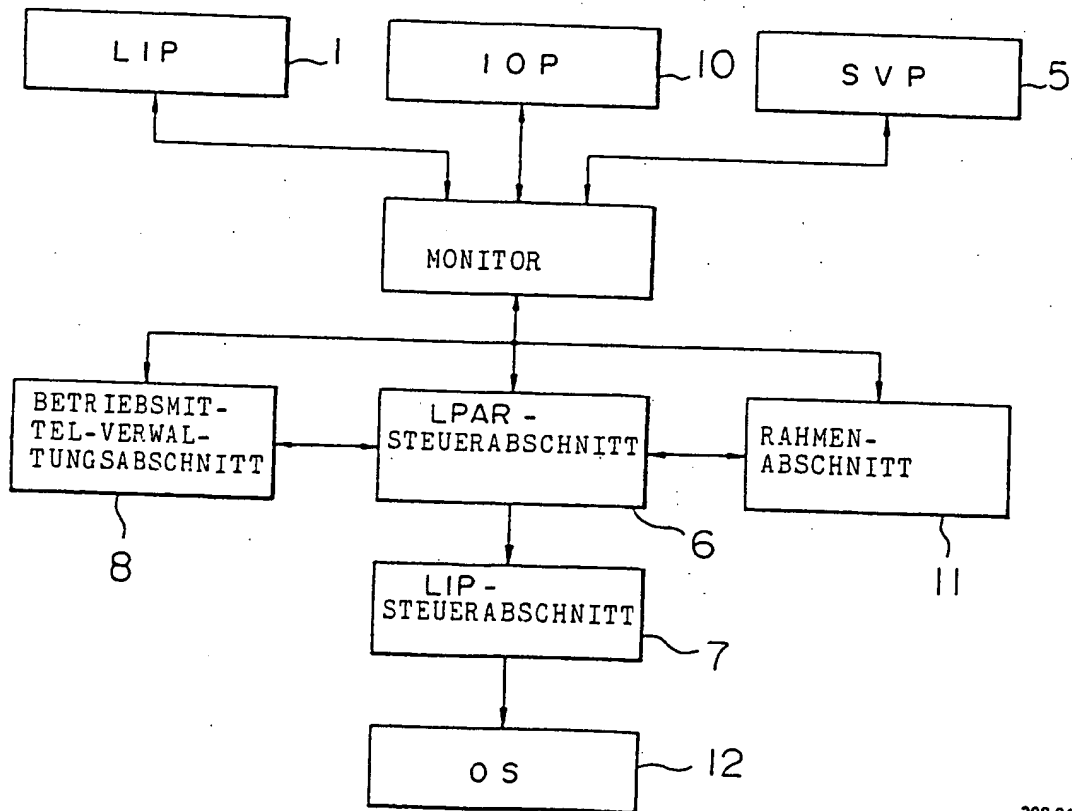 LIP
1
IOP
10
SVP
5
MONITOR
BETRIEBSMIT-
TEL-VERWAL-
TUNGSABSCHNITT
8
LPAR-
STEUERABSCHNITT
6
RAHMEN-
ABSCHNITT
11
LIP-
STEUERABSCHNITT
7
OS
12